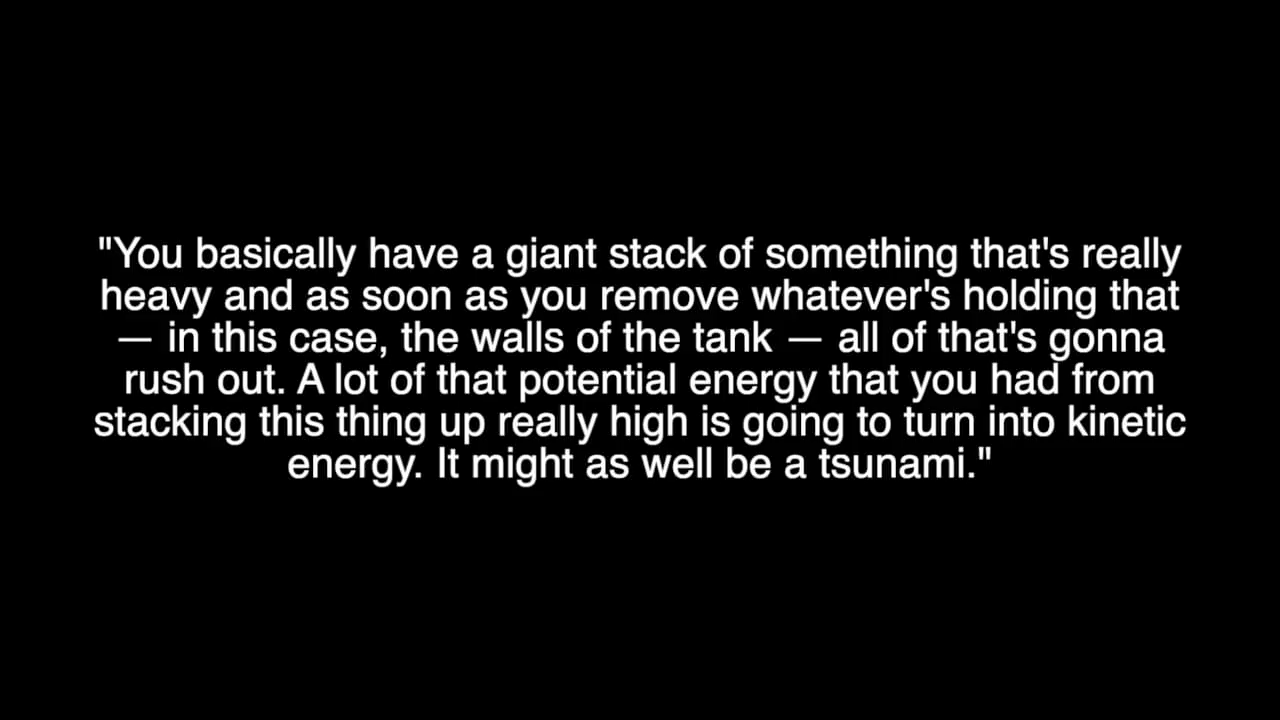 "You basically have a giant stack of something that's really
heavy and as soon as you remove whatever's holding that
— in this case, the walls of the tank — all of that's gonna
rush out. A lot of that potential energy that you had from
stacking this thing up really high is going to turn into kinetic
energy. It might as well be a tsunami."